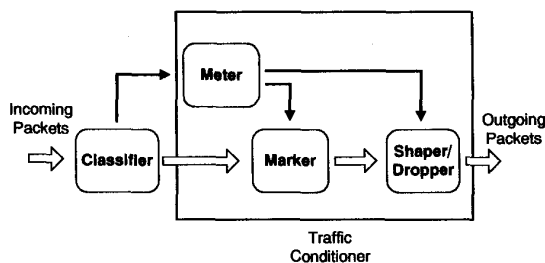 Meter
Incoming
Packets
Classifier
Marker
Shaper/
Dropper
Outgoing
Packets
Traffic
Conditioner